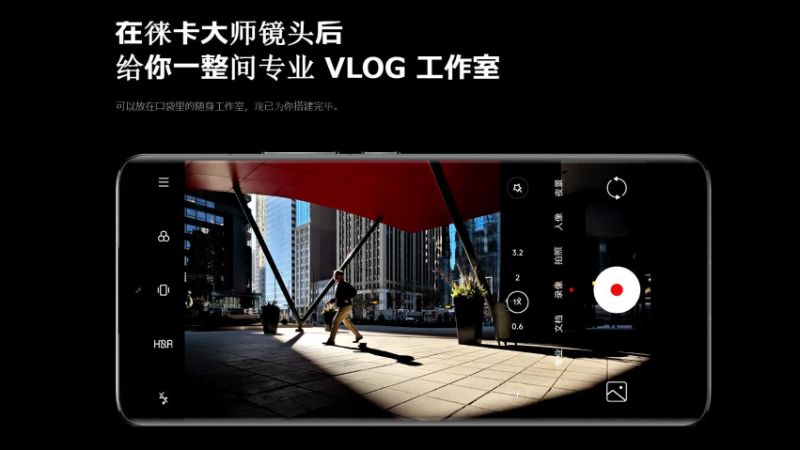 在徕卡大师镜头后
给你一整间专业 VLOG 工作室
可以放在口袋里的随身工作室，现已为你搭建完毕。
夜景
人像
拍照
录像
文档
专业
3.2
2
1X
0.6
HDR